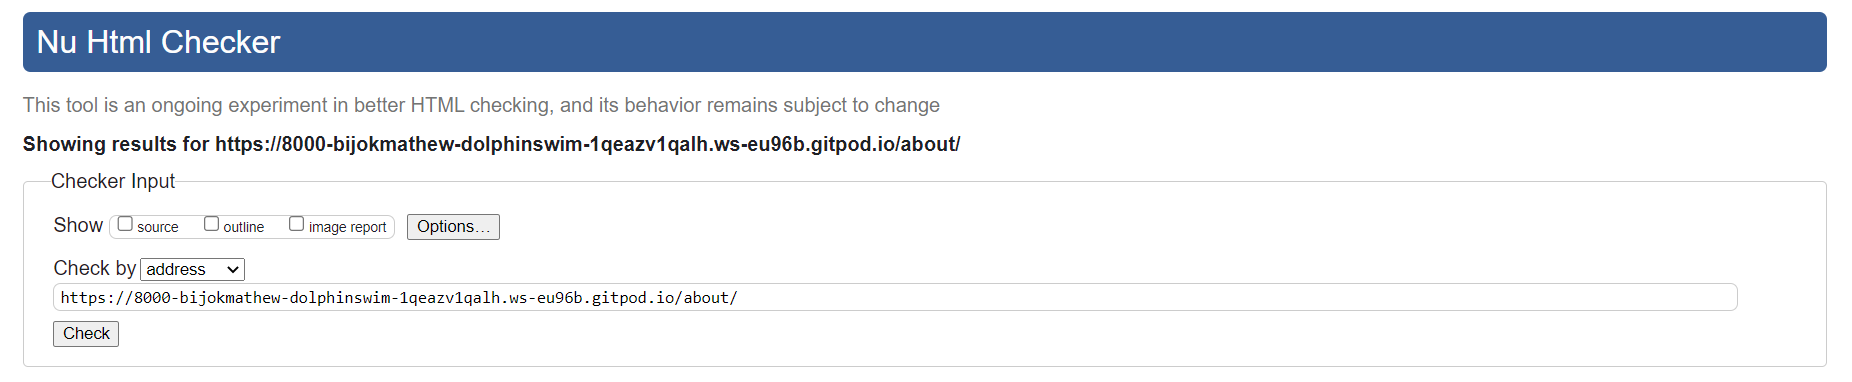 Nu Html Checker
This tool is an ongoing experiment in better HTML checking, and its behavior remains subject to change
Showing results for https://8000-bijokmathew-dolphinswim-1qeazv1qalh.ws-eu96b.gitpod.io/about/
Checker Input
Show source outline image report Options…
Check by address
https://8000-bijokmathew-dolphinswim-1qeazv1qalh.ws-eu96b.gitpod.io/about/
Check